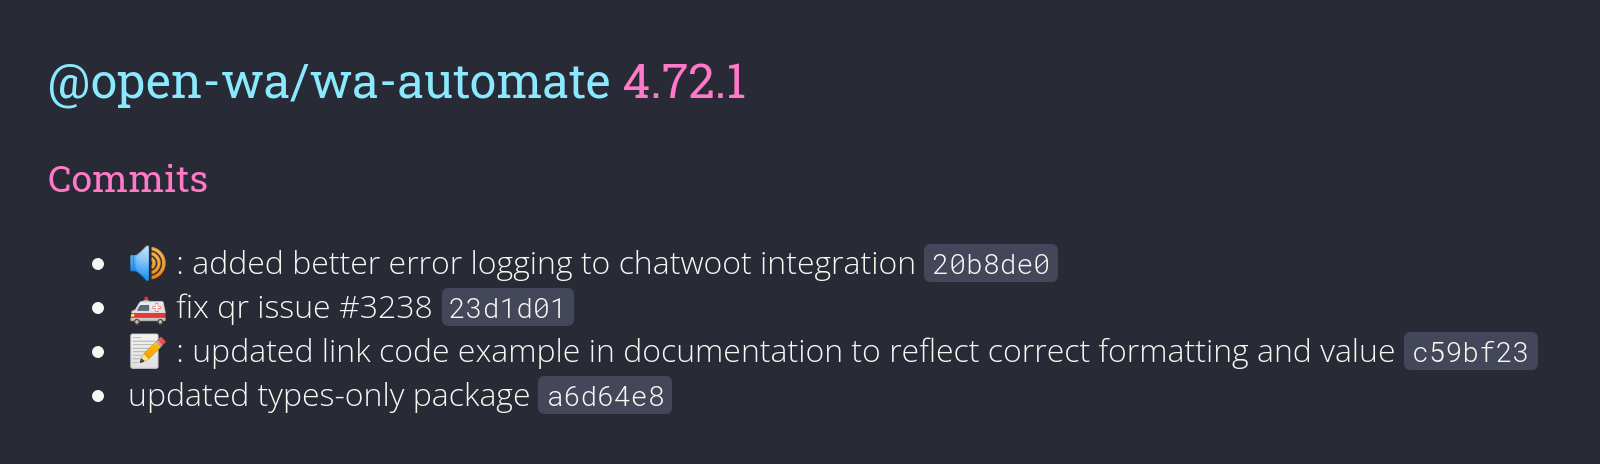 @open-wa/wa-automate 4.72.1
Commits
🔊 : added better error logging to chatwoot integration 20b8de0
🚑 fix qr issue #3238 23d1d01
📝 : updated link code example in documentation to reflect correct formatting and value c59bf23
updated types-only package a6d64e8